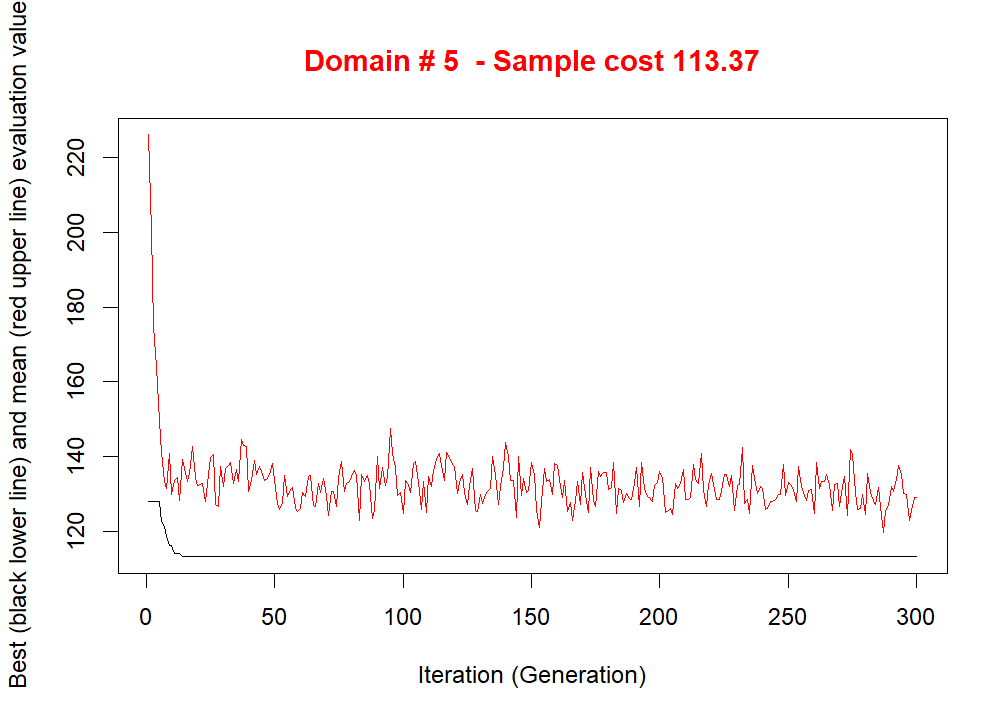 Domain # 5  - Sample cost 113.37
Best (black lower line) and mean (red upper line) evaluation value
220
200
180
160
140
120
0 50 100 150 200 250 300
Iteration (Generation)